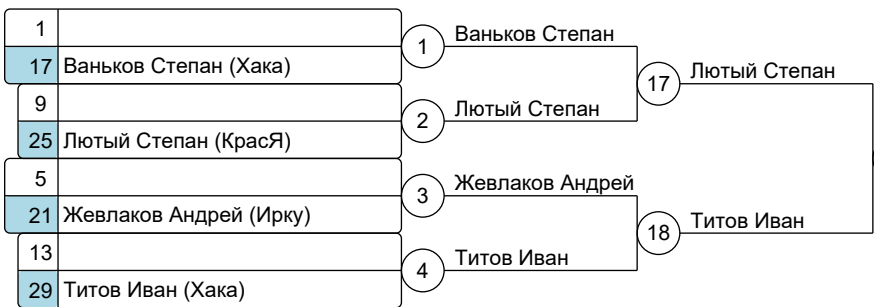 1
17 Ваньков Степан (Хака)
9
25 Лютый Степан (КрасЯ)
5
21 Жевлаков Андрей (Ирку)
13
29 Титов Иван (Хака)
1 Ваньков Степан
2 Лютый Степан
3 Жевлаков Андрей
4 Титов Иван
17 Лютый Степан
18 Титов Иван